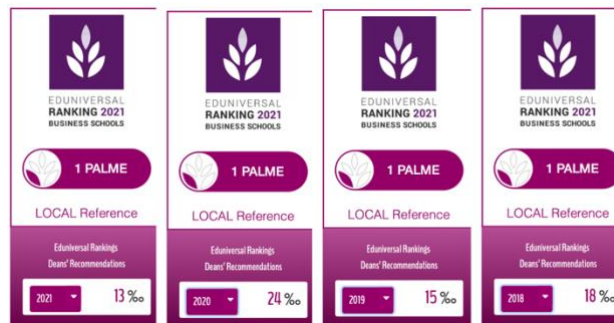 EDUNIVERSAL
RANKING 2021
BUSINESS SCHOOLS
1 PALME
LOCAL Reference
Eduniversal Rankings
Deans' Recommendations
2021 13 ‰
EDUNIVERSAL
RANKING 2021
BUSINESS SCHOOLS
1 PALME
LOCAL Reference
Eduniversal Rankings
Deans' Recommendations
2020 24 ‰
EDUNIVERSAL
RANKING 2021
BUSINESS SCHOOLS
1 PALME
LOCAL Reference
Eduniversal Rankings
Deans' Recommendations
2019 15 ‰
EDUNIVERSAL
RANKING 2021
BUSINESS SCHOOLS
1 PALME
LOCAL Reference
Eduniversal Rankings
Deans' Recommendations
2018 18 ‰